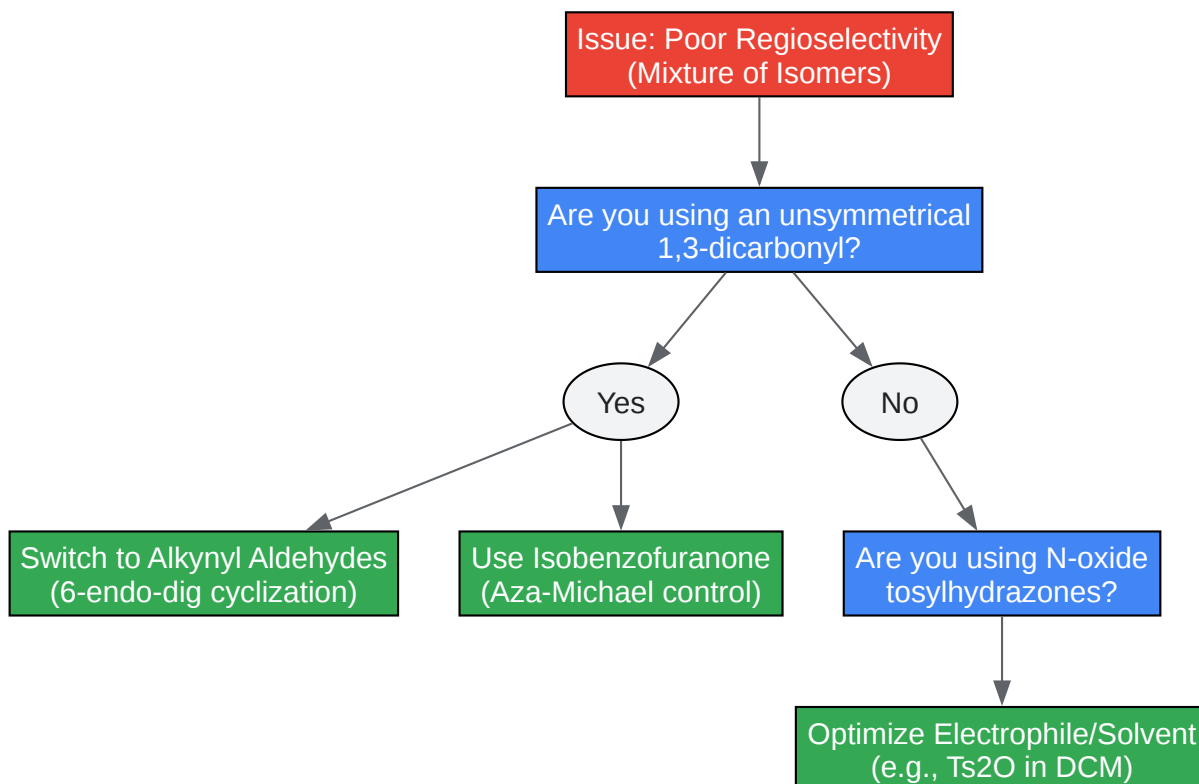 Issue: Poor Regioselectivity
(Mixture of Isomers)
Are you using an unsymmetrical
1,3-dicarbonyl?
Yes
No
Switch to Alkynyl Aldehydes
(6-endo-dig cyclization)
Use Isobenzofuranone
(Aza-Michael control)
Are you using N-oxide
tosylhydrazones?
Optimize Electrophile/Solvent
(e.g., Ts2O in DCM)